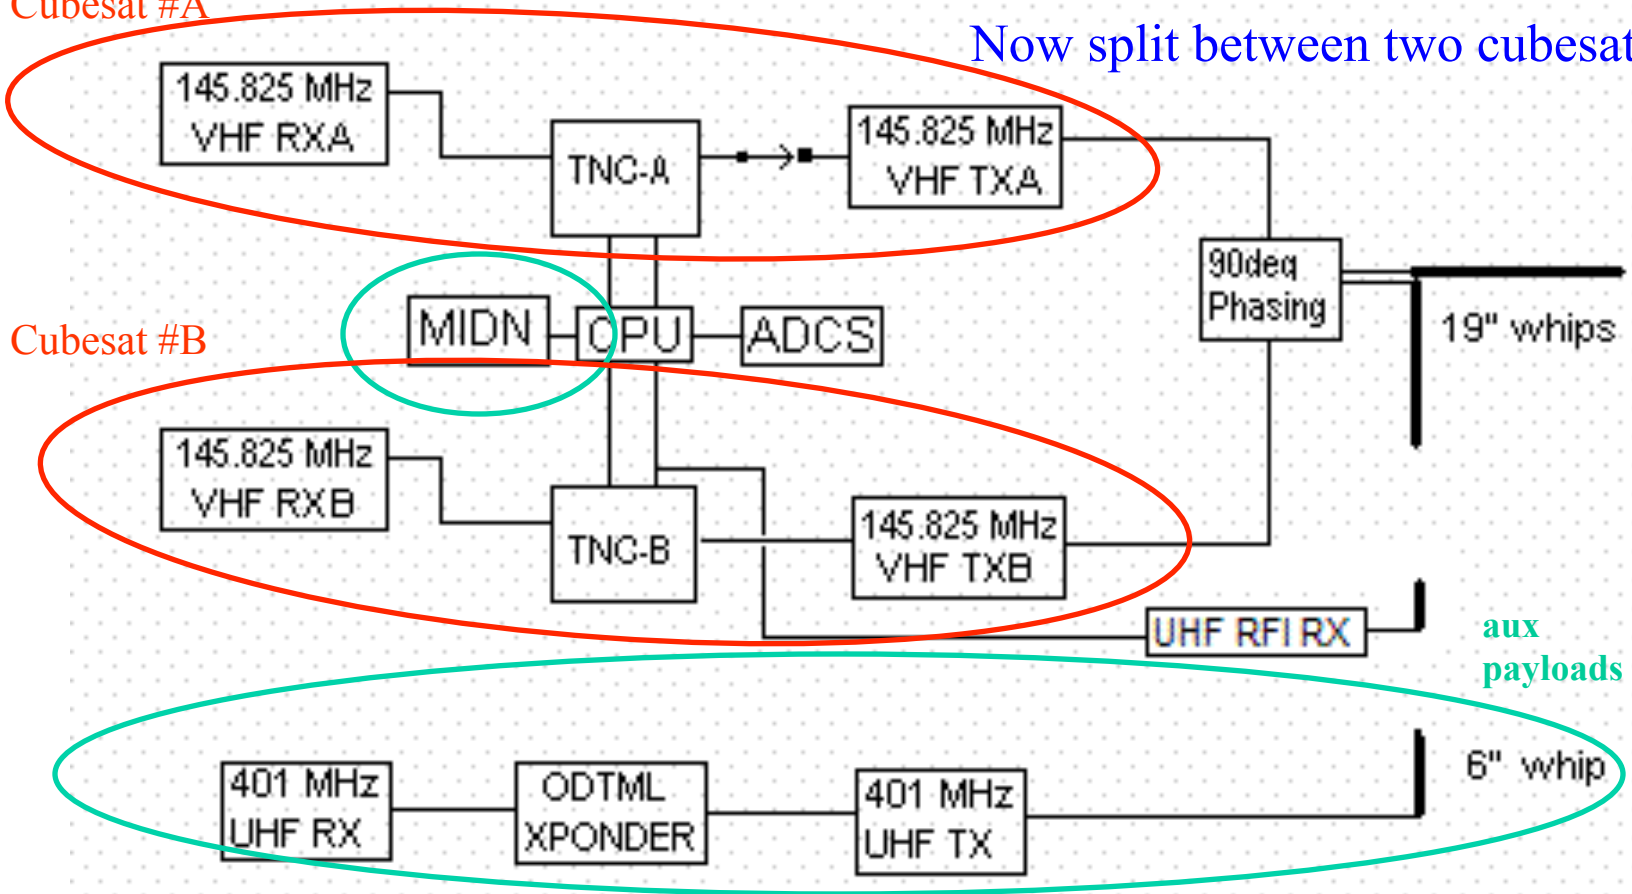 Cubesat #A
Now split between two cubesat
145.825 MHz
VHF RXA
TNC-A
145.825 MHz
VHF TXA
90deg
Phasing
19" whips
MIDN
CPU
ADCS
Cubesat #B
145.825 MHz
VHF RXB
TNC-B
145.825 MHz
VHF TXB
UHF RFI RX
aux
payloads
401 MHz
UHF RX
ODTML
XPONDER
401 MHz
UHF TX
6" whip